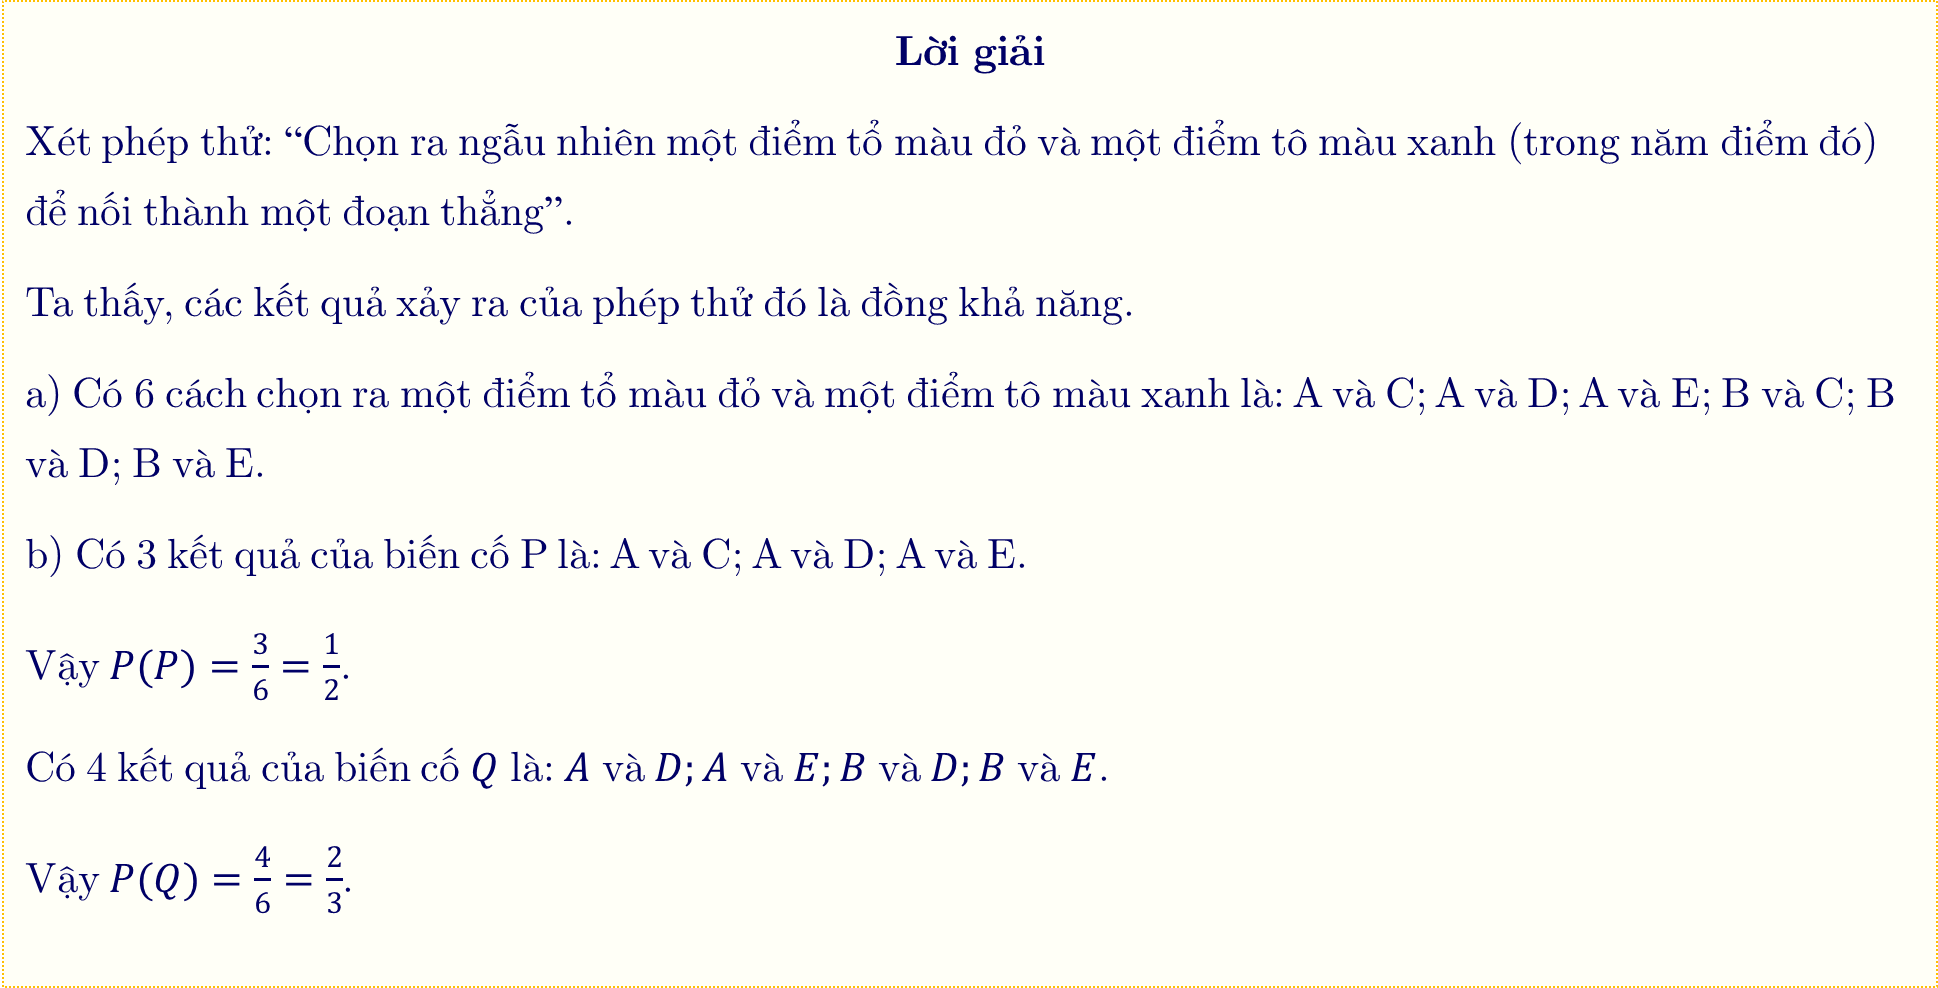 Lời giải
Xét phép thử: “Chọn ra ngẫu nhiên một điểm tổ màu đỏ và một điểm tô màu xanh (trong năm điểm đó)
để nối thành một đoạn thẳng”.
Ta thấy, các kết quả xảy ra của phép thử đó là đồng khả năng.
a) Có 6 cách chọn ra một điểm tổ màu đỏ và một điểm tô màu xanh là: A và C; A và D; A và E; B và C; B
và D; B và E.
b) Có 3 kết quả của biến cố P là: A và C; A và D; A và E.
Vậy P(P) = 3/6 = 1/2.
Có 4 kết quả của biến cố Q là: A và D; A và E; B và D; B và E.
Vậy P(Q) = 4/6 = 2/3.